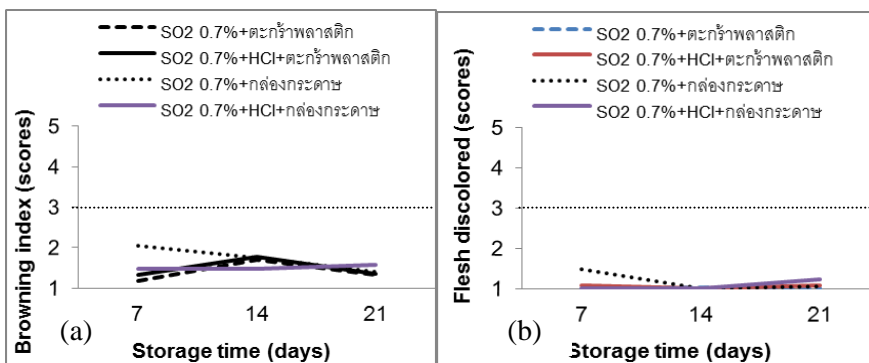 SO2 0.7%+ตะกร้าพลาสติก
SO2 0.7%+HCl+ตะกร้าพลาสติก
SO2 0.7%+กล่องกระดาษ
SO2 0.7%+HCl+กล่องกระดาษ
Browning index (scores)
5
4
3
2
1
7
14
21
(a)
Storage time (days)
SO2 0.7%+ตะกร้าพลาสติก
SO2 0.7%+HCl+ตะกร้าพลาสติก
SO2 0.7%+กล่องกระดาษ
SO2 0.7%+HCl+กล่องกระดาษ
Flesh discolored (scores)
5
4
3
2
1
7
14
21
(b)
Storage time (days)